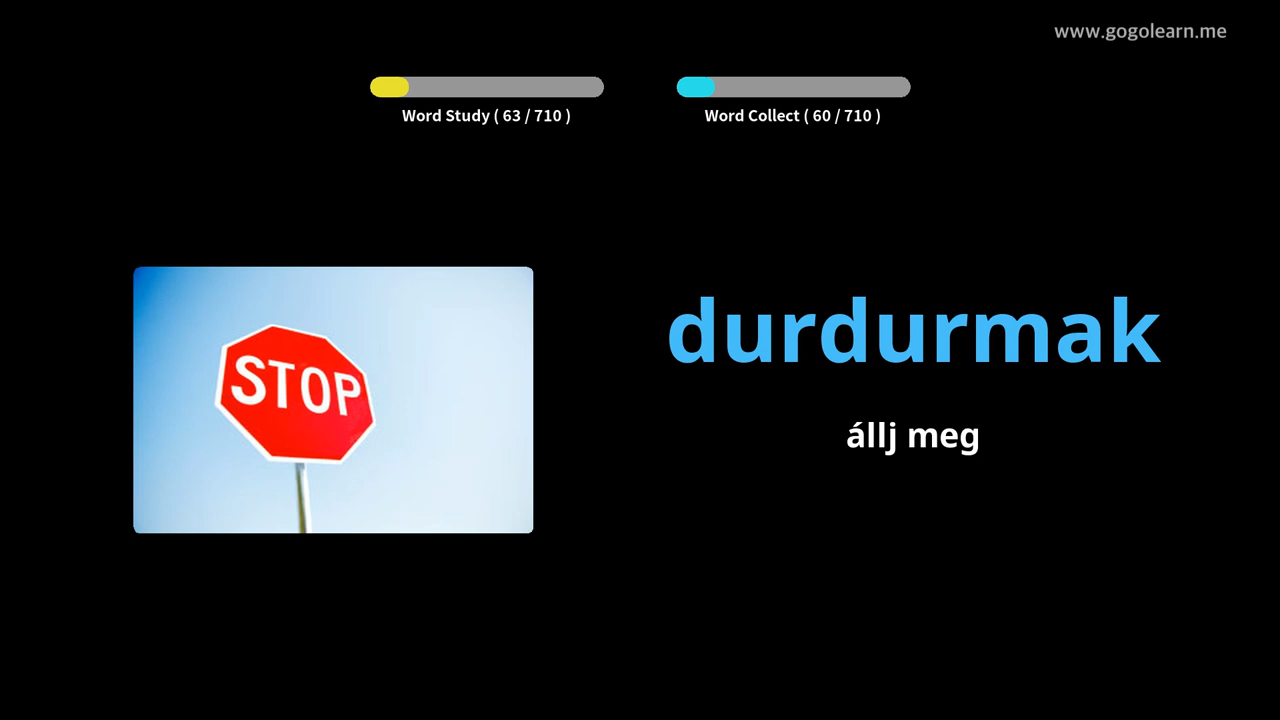 www.gogolearn.me
Word Study ( 63 / 710 )
Word Collect ( 60 / 710 )
STOP
durdurmak
állj meg